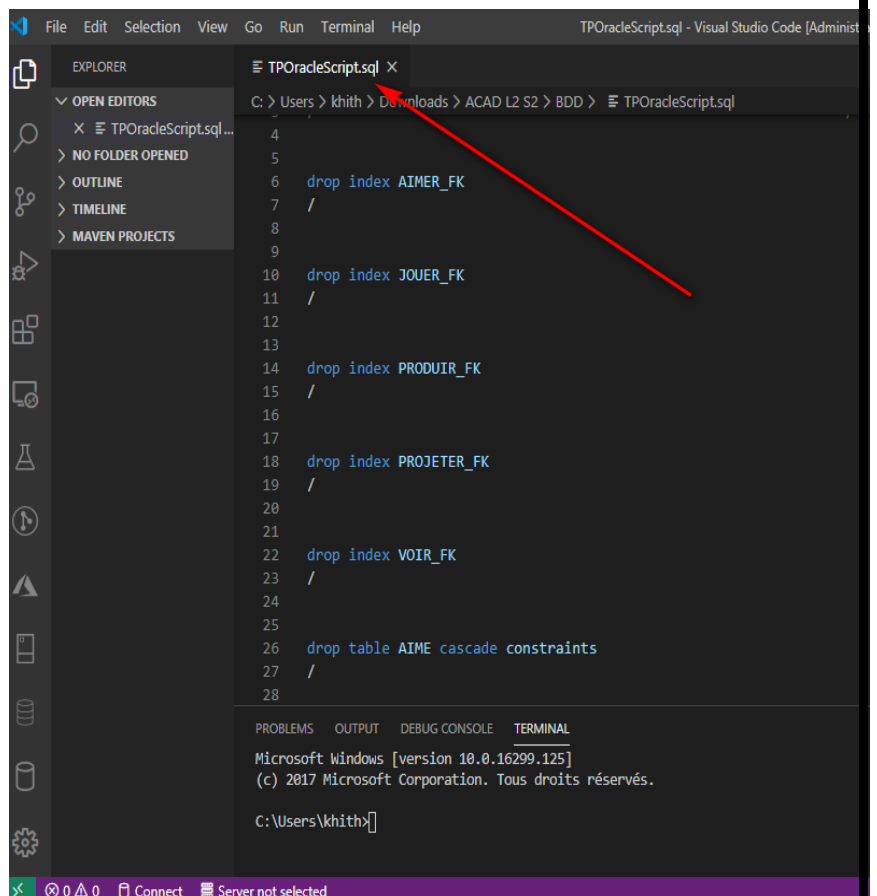 File Edit Selection View Go Run Terminal Help TPOracleScript.sql - Visual Studio Code [Administ
EXPLORER
OPEN EDITORS
TPOracleScript.sql...
NO FOLDER OPENED
OUTLINE
TIMELINE
MAVEN PROJECTS
TPOracleScript.sql
C: > Users > khith > Downloads > ACAD L2 S2 > BDD > TPOracleScript.sql
4
5
6 drop index AIMER_FK
7 /
8
9
10 drop index JOUER_FK
11 /
12
13
14 drop index PRODUIR_FK
15 /
16
17
18 drop index PROJETER_FK
19 /
20
21
22 drop index VOIR_FK
23 /
24
25
26 drop table AIME cascade constraints
27 /
28
PROBLEMS OUTPUT DEBUG CONSOLE TERMINAL
Microsoft Windows [version 10.0.16299.125]
(c) 2017 Microsoft Corporation. Tous droits réservés.
C:\Users\khith>
0 0 Connect Server not selected